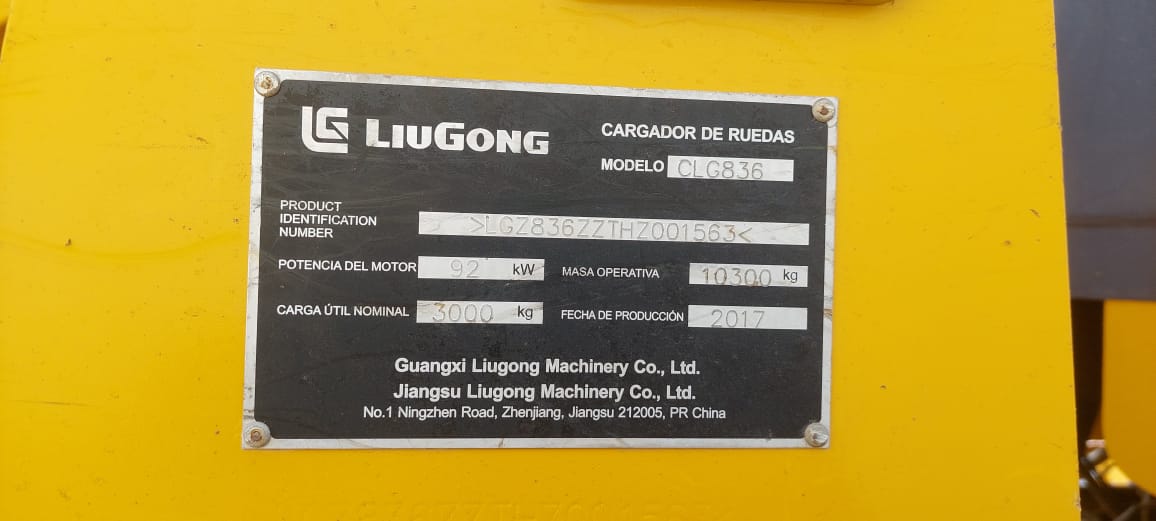 LG LIUGONG
CARGADOR DE RUEDAS
MODELO CLG836
PRODUCT
IDENTIFICATION
NUMBER
>LGZ836ZZTHZ001563<
POTENCIA DEL MOTOR 92 kW
MASA OPERATIVA 10300 kg
CARGA ÚTIL NOMINAL 3000 kg
FECHA DE PRODUCCIÓN 2017
Guangxi Liugong Machinery Co., Ltd.
Jiangsu Liugong Machinery Co., Ltd.
No.1 Ningzhen Road, Zhenjiang, Jiangsu 212005, PR China